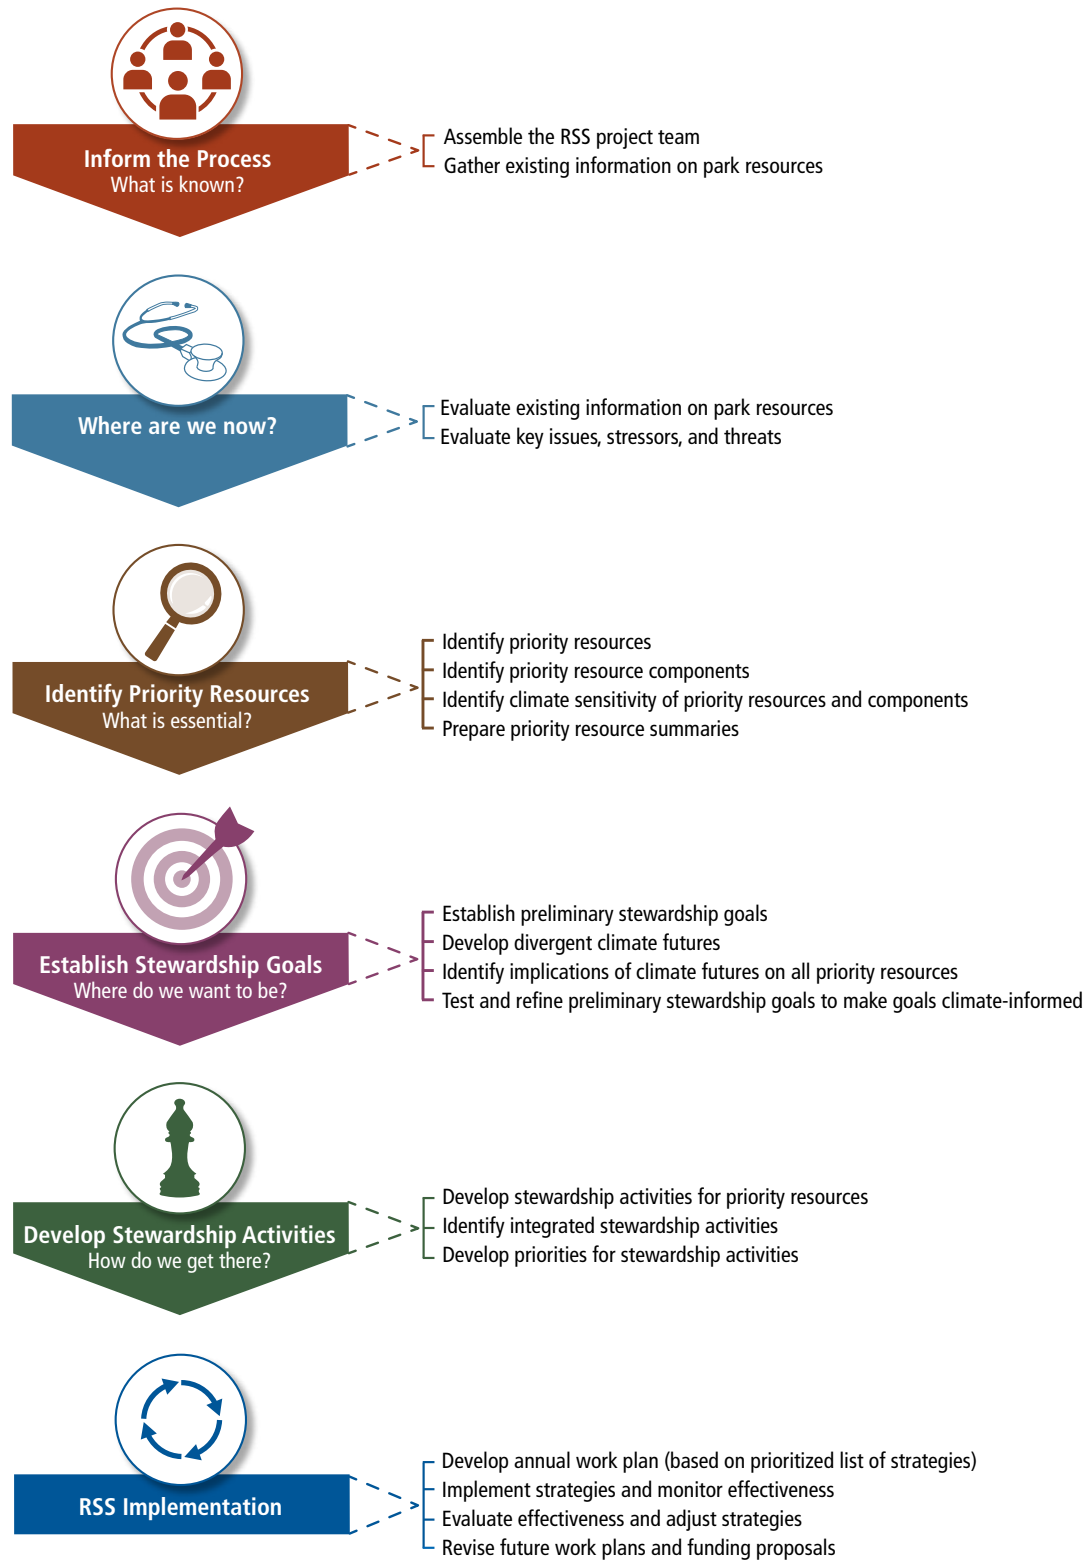 Inform the Process
What is known?
Assemble the RSS project team
Gather existing information on park resources
Where are we now?
Evaluate existing information on park resources
Evaluate key issues, stressors, and threats
Identify Priority Resources
What is essential?
Identify priority resources
Identify priority resource components
Identify climate sensitivity of priority resources and components
Prepare priority resource summaries
Establish Stewardship Goals
Where do we want to be?
Establish preliminary stewardship goals
Develop divergent climate futures
Identify implications of climate futures on all priority resources
Test and refine preliminary stewardship goals to make goals climate-informed
Develop Stewardship Activities
How do we get there?
Develop stewardship activities for priority resources
Identify integrated stewardship activities
Develop priorities for stewardship activities
RSS Implementation
Develop annual work plan (based on prioritized list of strategies)
Implement strategies and monitor effectiveness
Evaluate effectiveness and adjust strategies
Revise future work plans and funding proposals